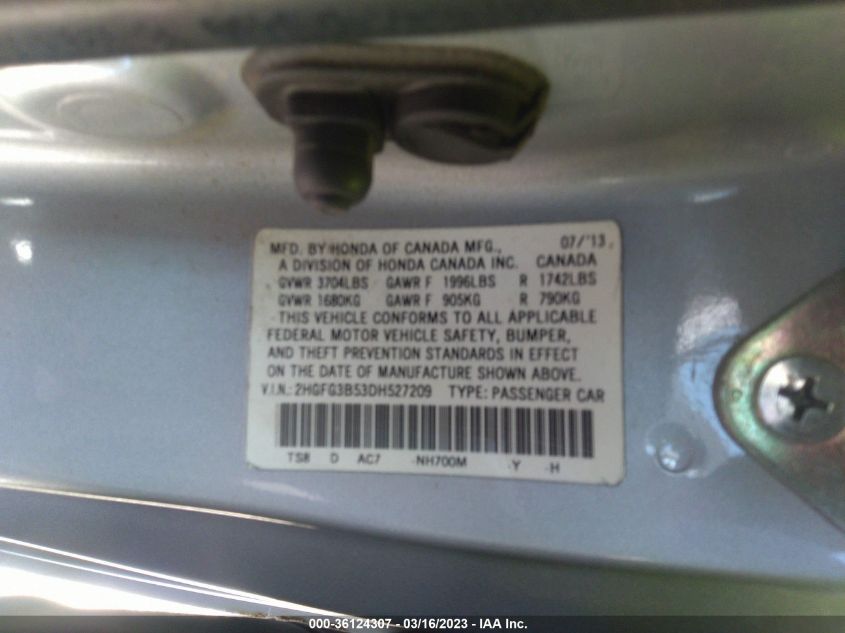 MFD. BY HONDA OF CANADA MFG., 07/'13
A DIVISION OF HONDA CANADA INC. CANADA
GVWR 3704LBS GAWR F 1996LBS R 1742LBS
GVWR 1680KG GAWR F 905KG R 790KG
THIS VEHICLE CONFORMS TO ALL APPLICABLE
FEDERAL MOTOR VEHICLE SAFETY, BUMPER,
AND THEFT PREVENTION STANDARDS IN EFFECT
ON THE DATE OF MANUFACTURE SHOWN ABOVE.
V.I.N.:2HGFG3B53DH527209 TYPE: PASSENGER CAR
TS8 D AC7 -NH700M -Y -H
000-36124307 - 03/16/2023 - IAA Inc.